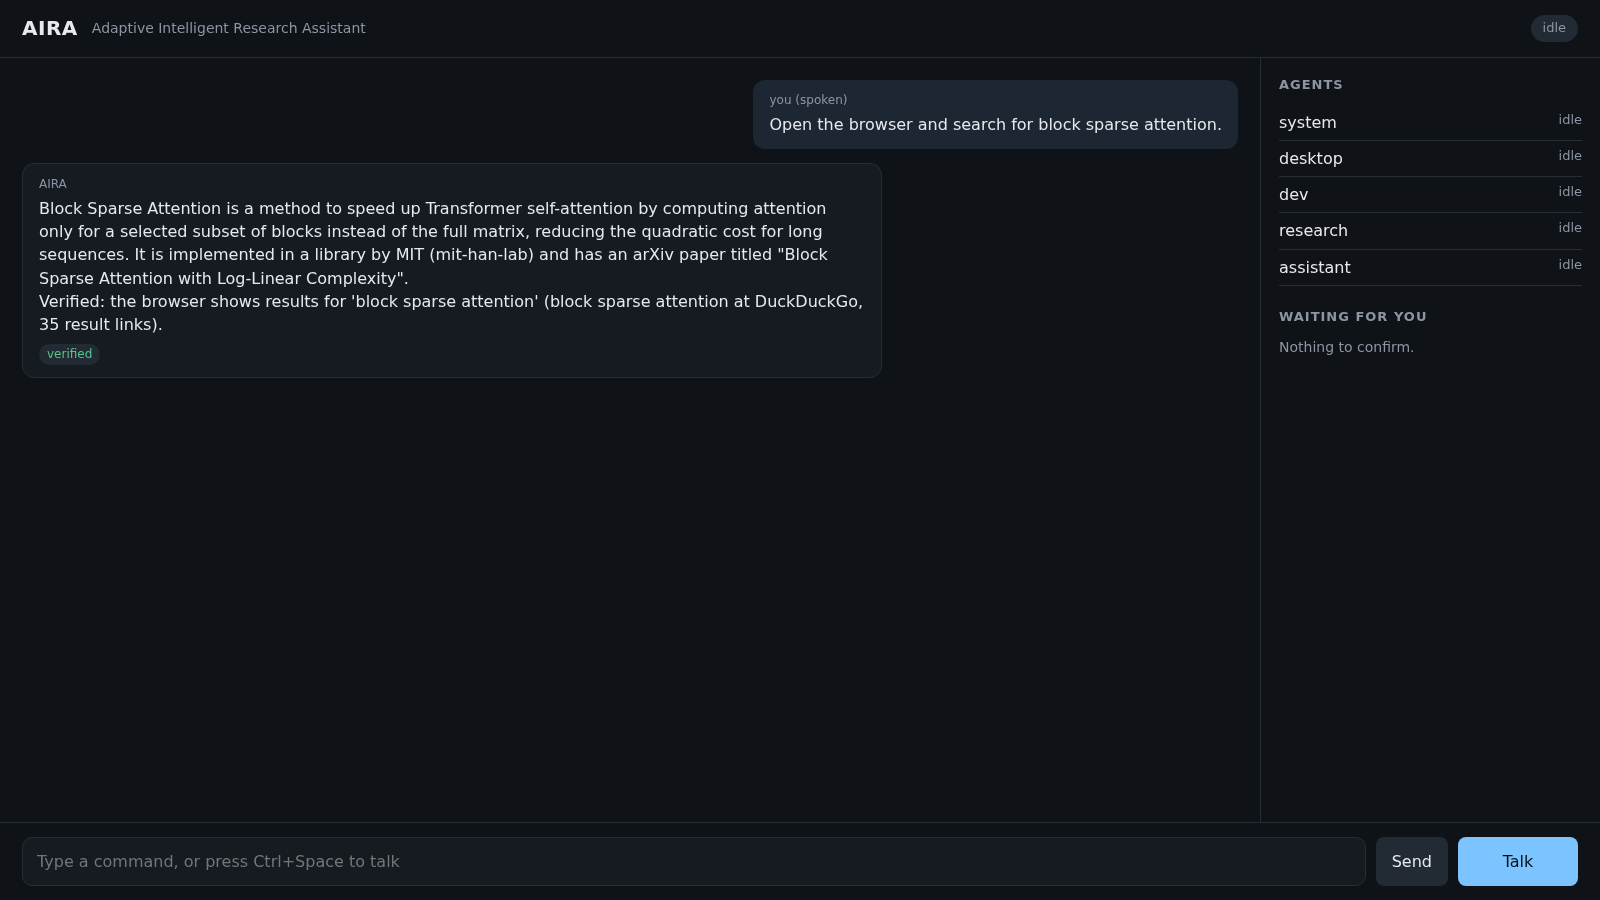 AIRA Adaptive Intelligent Research Assistant idle
you (spoken)
Open the browser and search for block sparse attention.
AIRA
Block Sparse Attention is a method to speed up Transformer self-attention by computing attention
only for a selected subset of blocks instead of the full matrix, reducing the quadratic cost for long
sequences. It is implemented in a library by MIT (mit-han-lab) and has an arXiv paper titled "Block
Sparse Attention with Log-Linear Complexity".
Verified: the browser shows results for 'block sparse attention' (block sparse attention at DuckDuckGo,
35 result links).
verified
AGENTS
system idle
desktop idle
dev idle
research idle
assistant idle
WAITING FOR YOU
Nothing to confirm.
Type a command, or press Ctrl+Space to talk Send Talk